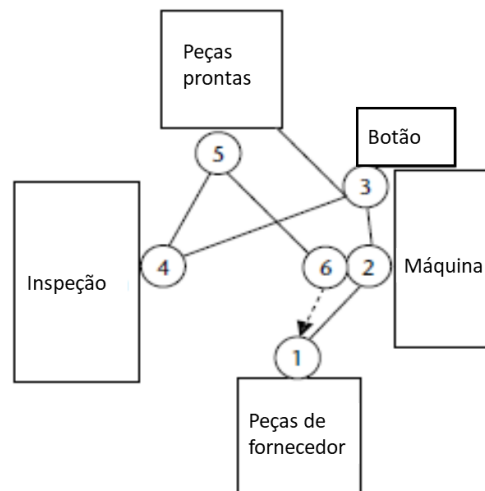 Peças
prontas
Botão
5
3
Inspeção
4
6
2
Máquina
1
Peças de
fornecedor